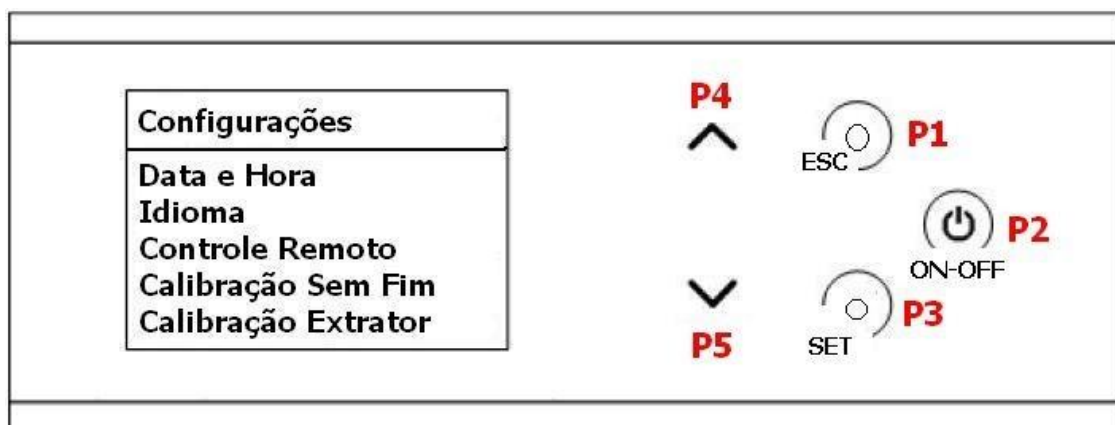 Configurações
Data e Hora
Idioma
Controle Remoto
Calibração Sem Fim
Calibração Extrator
P4
ESC
P1
P2
ON-OFF
P3
SET
P5